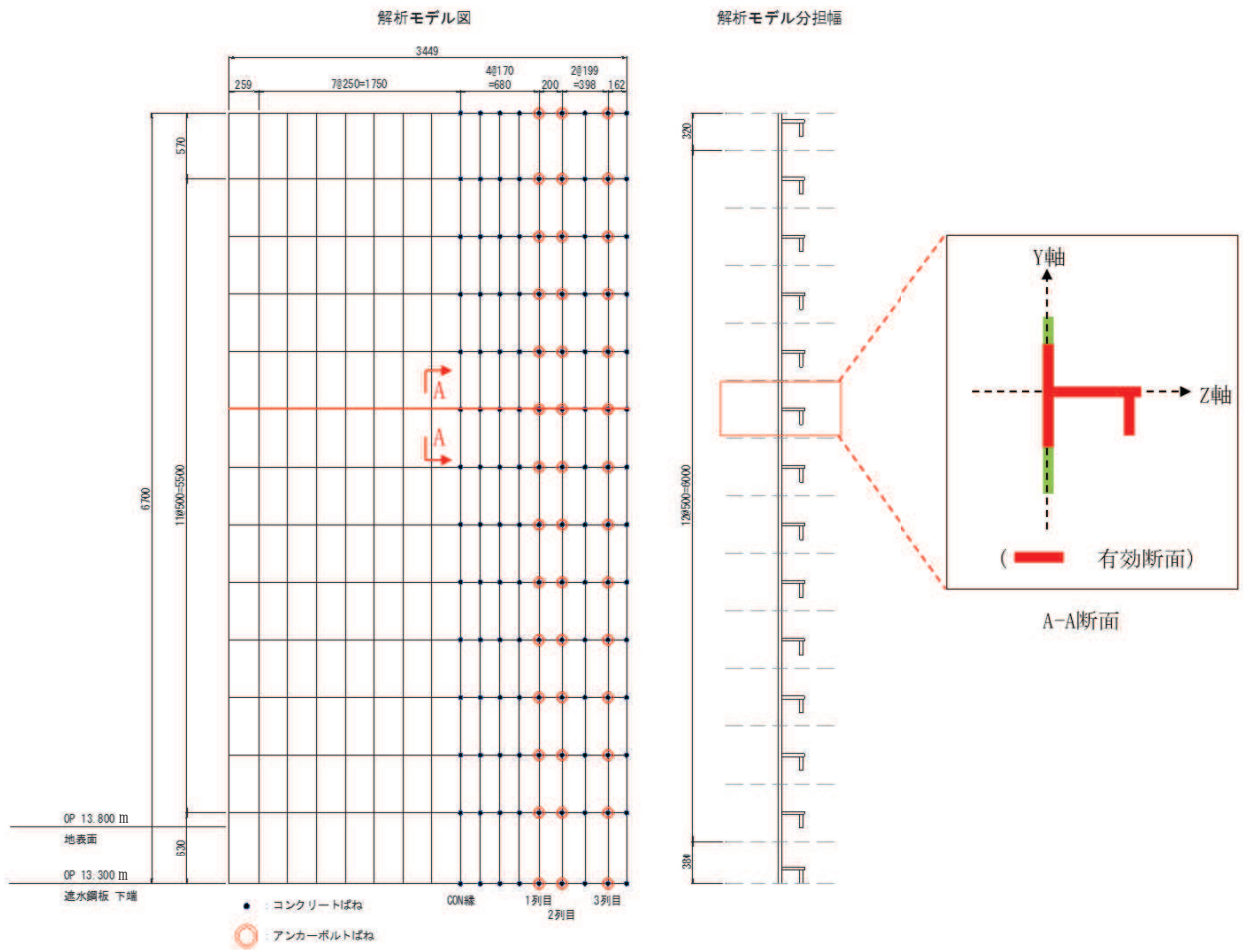 解析モデル図
解析モデル分担幅
3449
259
7@250=1750
4@170
=680
200
2@199
=398
162
570
6700
11@500=5500
630
320
12@500=6000
A
A
Y軸
Z軸
( 有効断面)
A-A断面
OP 13.800 m
地表面
OP 13.300 m
遮水鋼板 下端
CON縁
1列目
2列目
3列目
: コンクリートばね
: アンカーボルトばね